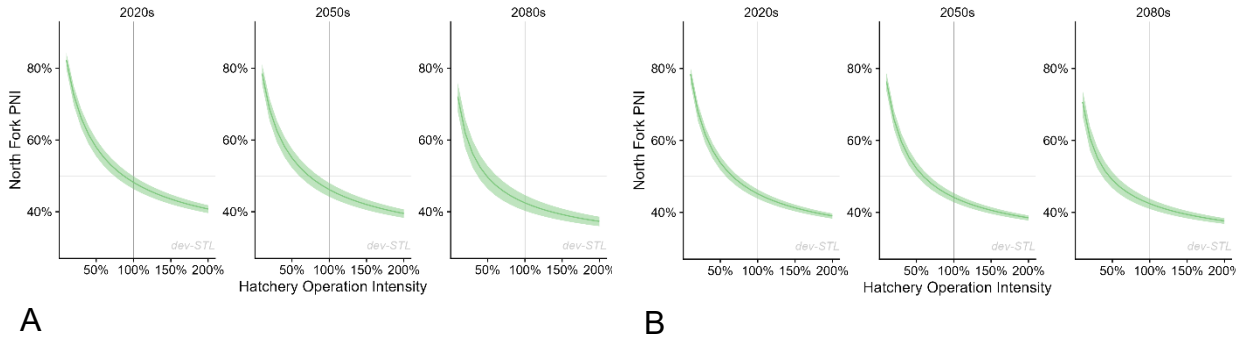 2020s 2050s 2080s
North Fork PNI
80% 80% 80%
60% 60% 60%
40% 40% 40%
dev-STL dev-STL dev-STL
50% 100% 150% 200% 50% 100% 150% 200% 50% 100% 150% 200%
Hatchery Operation Intensity
A
2020s 2050s 2080s
North Fork PNI
80% 80% 80%
60% 60% 60%
40% 40% 40%
dev-STL dev-STL dev-STL
50% 100% 150% 200% 50% 100% 150% 200% 50% 100% 150% 200%
Hatchery Operation Intensity
B